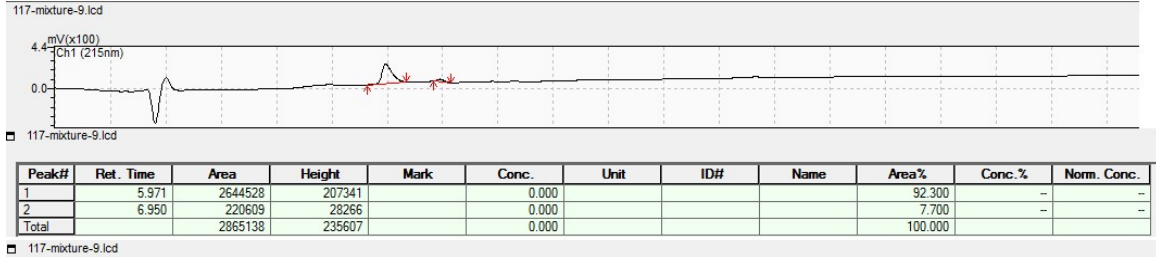 117-mixture-9.lcd
mV(x100)
4.4
Ch1 (215nm)
0.0
117-mixture-9.lcd
Peak# Ret. Time Area Height Mark Conc. Unit ID# Name Area% Conc.% Norm. Conc.
1 5.971 2644528 207341 0.000 92.300 -- --
2 6.950 220609 28266 0.000 7.700 -- --
Total 2865138 235607 0.000 100.000
117-mixture-9.lcd